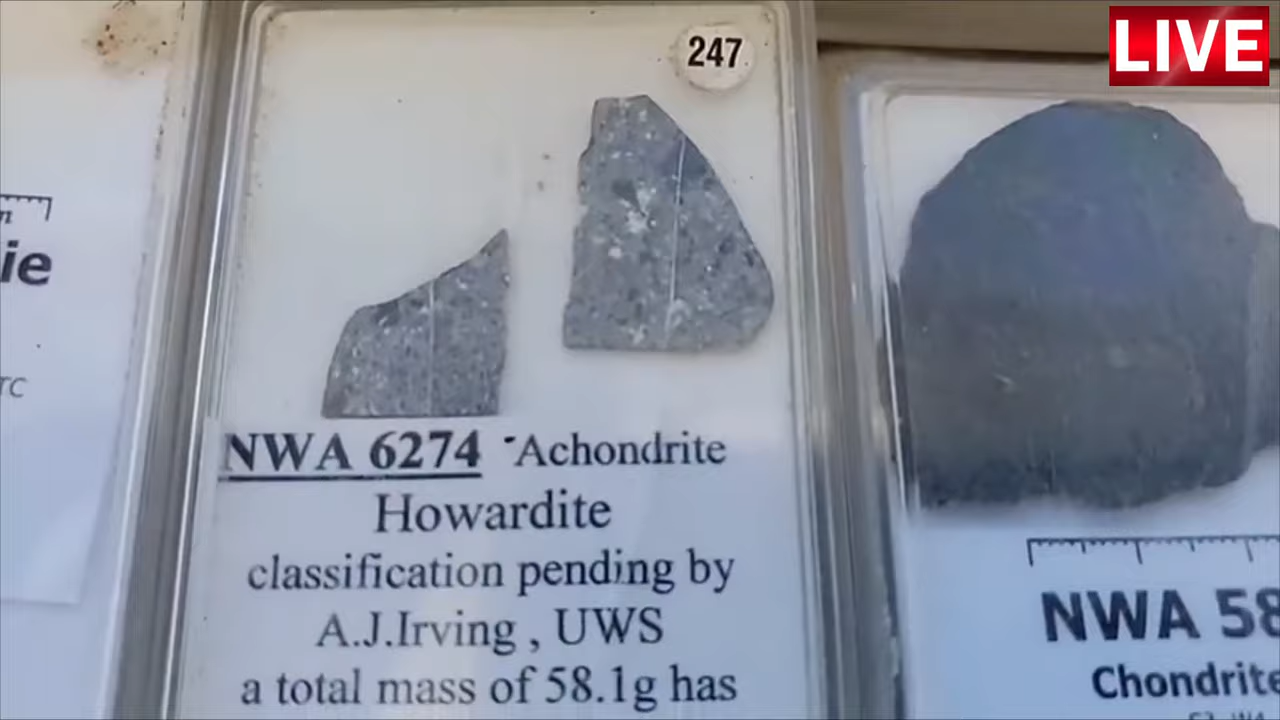 LIVE
247
ie
TC
NWA 6274 -Achondrite
Howardite
classification pending by
A.J.Irving , UWS
a total mass of 58.1g has
NWA 58
Chondrite